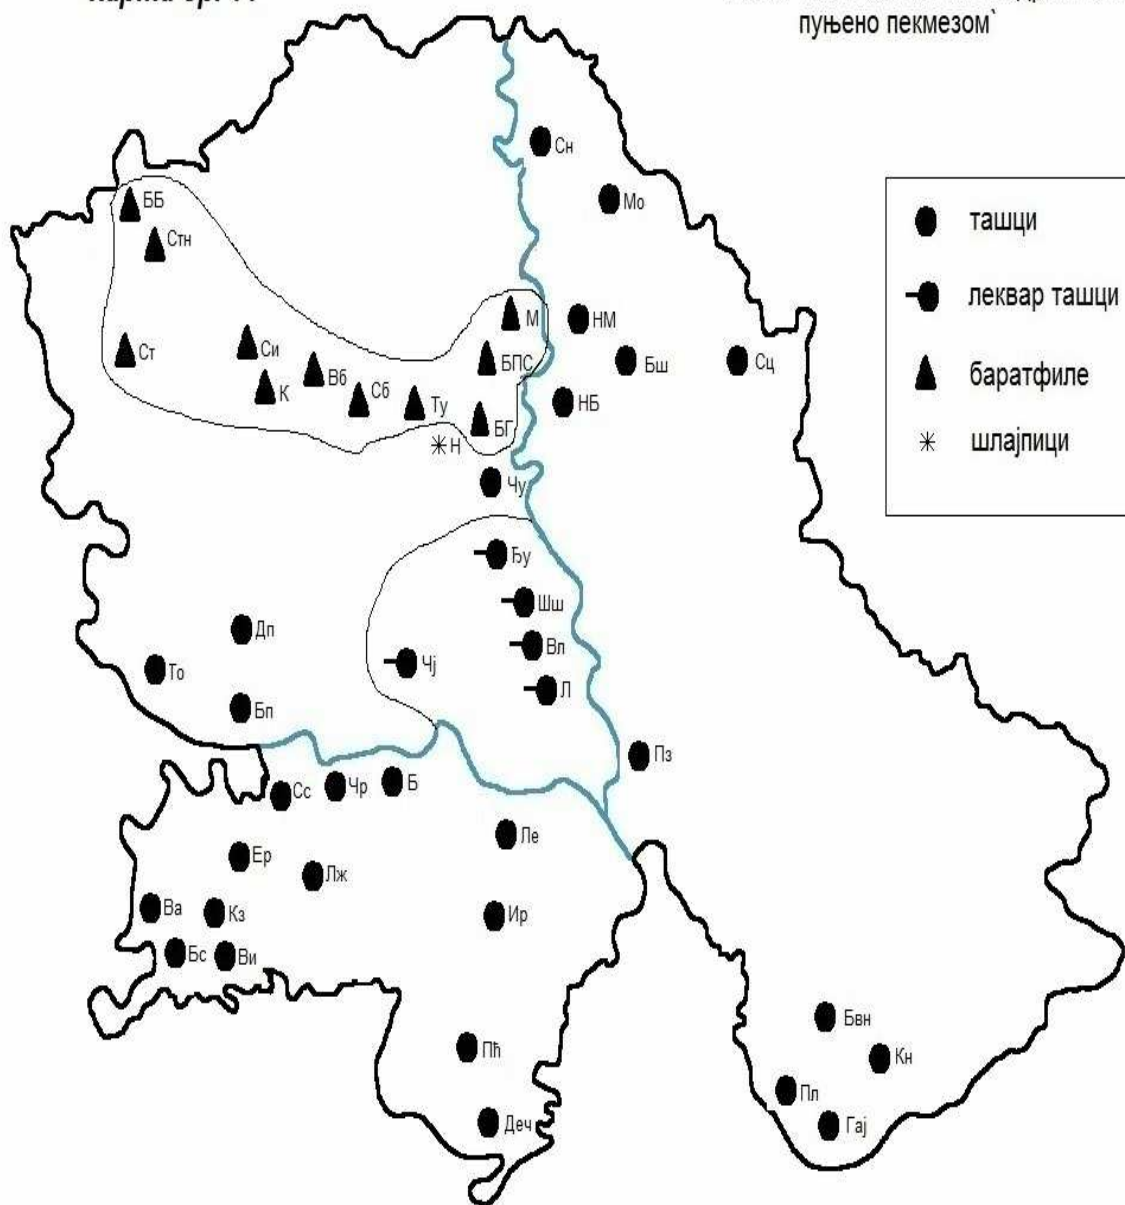 пуњено пекмезом`
Сн
Мо
ББ
Стн
ташци
леквар ташци
баратфиле
шлајпици
М
НМ
Ст
Си
Вб
БПС
Бш
Сц
К
Сб
Ту
НБ
БГ
Н
Чу
Ђу
Шш
Дп
Вл
То
Чј
Л
Бп
Пз
Сс
Чр
Б
Ле
Ер
Лж
Ва
Кз
Ир
Бс
Ви
Бвн
Пћ
Кн
Пл
Деч
Гај